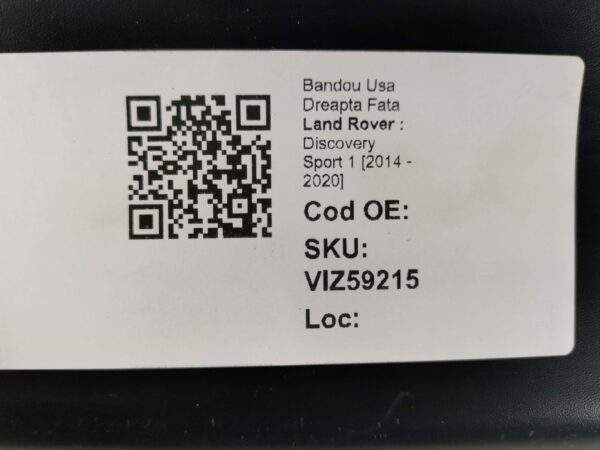 Bandou Usa
Dreapta Fata
Land Rover :
Discovery
Sport 1 [2014 -
2020]
Cod OE:
SKU:
VIZ59215
Loc: